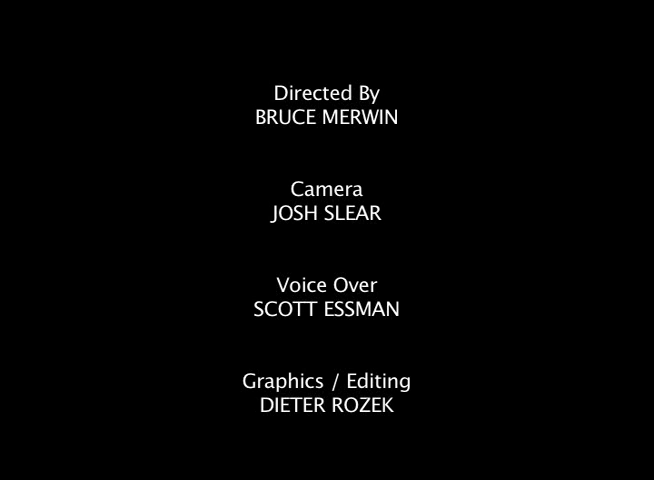 Directed By
BRUCE MERWIN
Camera
JOSH SLEAR
Voice Over
SCOTT ESSMAN
Graphics / Editing
DIETER ROZEK